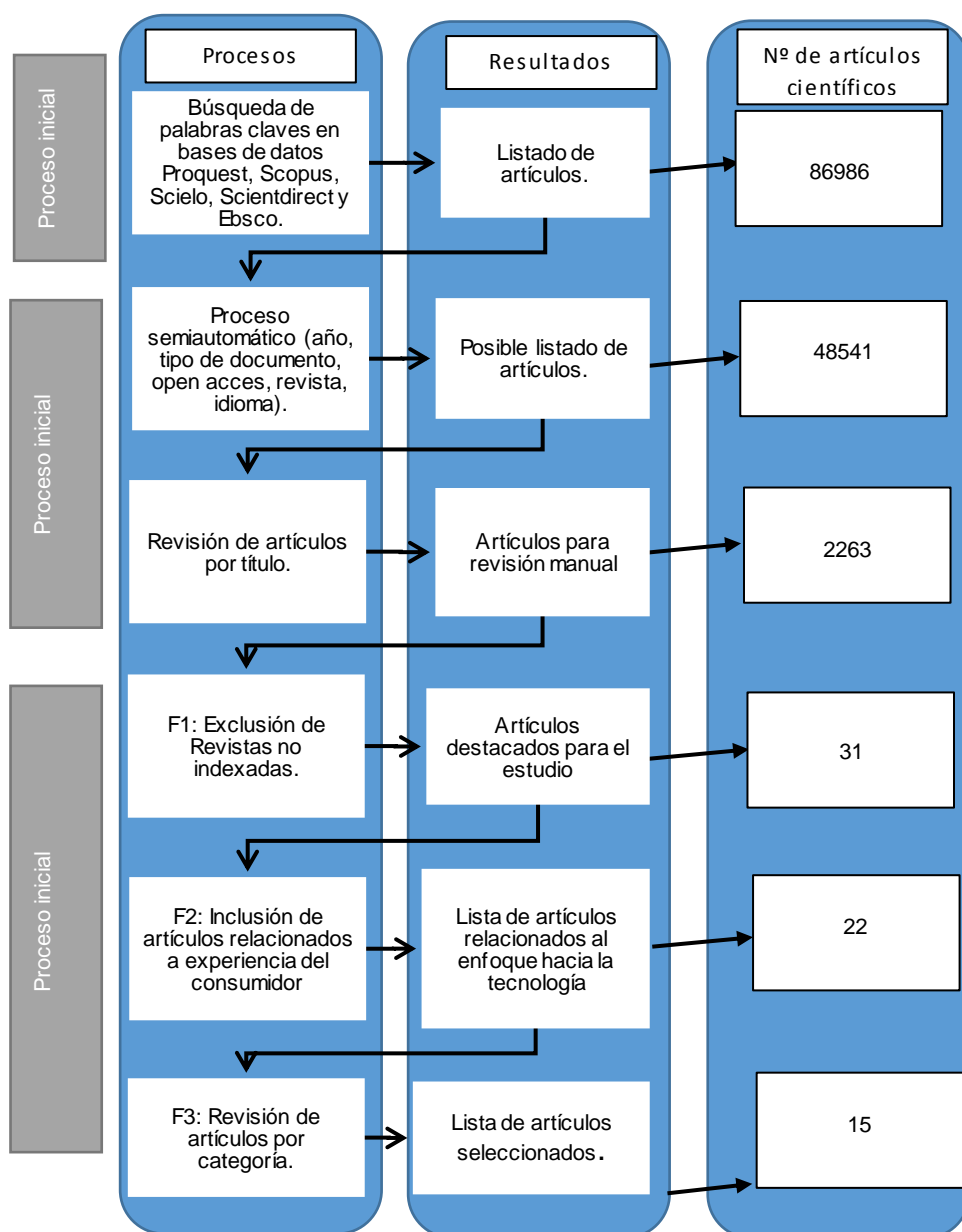 Procesos
Resultados
Nº de artículos
científicos
Proceso inicial
Búsqueda de
palabras claves en
bases de datos
Proquest, Scopus,
Scielo, Scientdirect y
Ebsco.
Listado de
artículos.
86986
Proceso inicial
Proceso
semiautomático (año,
tipo de documento,
open acces, revista,
idioma).
Posible listado de
artículos.
48541
Revisión de artículos
por título.
Artículos para
revisión manual
2263
Proceso inicial
F1: Exclusión de
Revistas no
indexadas.
Artículos
destacados para el
estudio
31
F2: Inclusión de
artículos relacionados
a experiencia del
consumidor
Lista de artículos
relacionados al
enfoque hacia la
tecnología
22
F3: Revisión de
artículos por
categoría.
Lista de artículos
seleccionados.
15